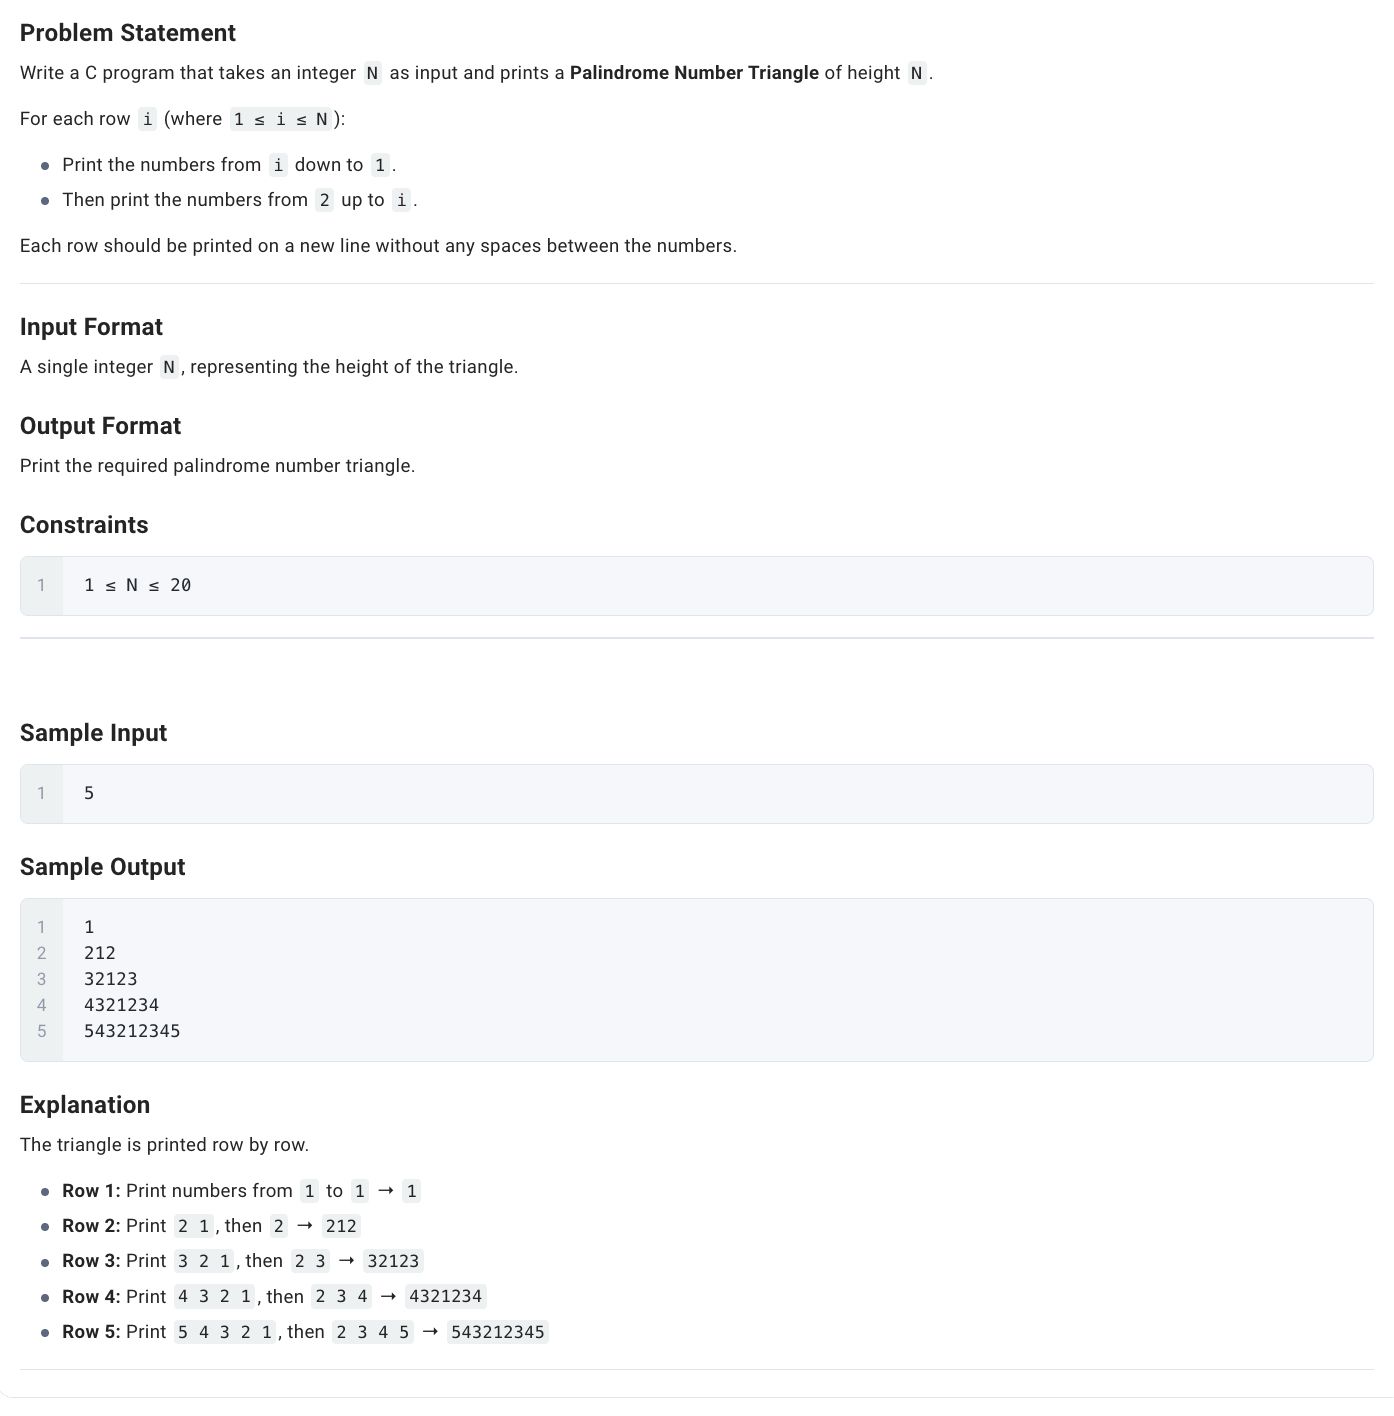 Problem Statement
Write a C program that takes an integer N as input and prints a Palindrome Number Triangle of height N.
For each row i (where 1 ≤ i ≤ N):
Print the numbers from i down to 1.
Then print the numbers from 2 up to i.
Each row should be printed on a new line without any spaces between the numbers.
Input Format
A single integer N, representing the height of the triangle.
Output Format
Print the required palindrome number triangle.
Constraints
1 1 ≤ N ≤ 20
Sample Input
1 5
Sample Output
1 1
2 212
3 32123
4 4321234
5 543212345
Explanation
The triangle is printed row by row.
Row 1: Print numbers from 1 to 1 → 1
Row 2: Print 2 1, then 2 → 212
Row 3: Print 3 2 1, then 2 3 → 32123
Row 4: Print 4 3 2 1, then 2 3 4 → 4321234
Row 5: Print 5 4 3 2 1, then 2 3 4 5 → 543212345